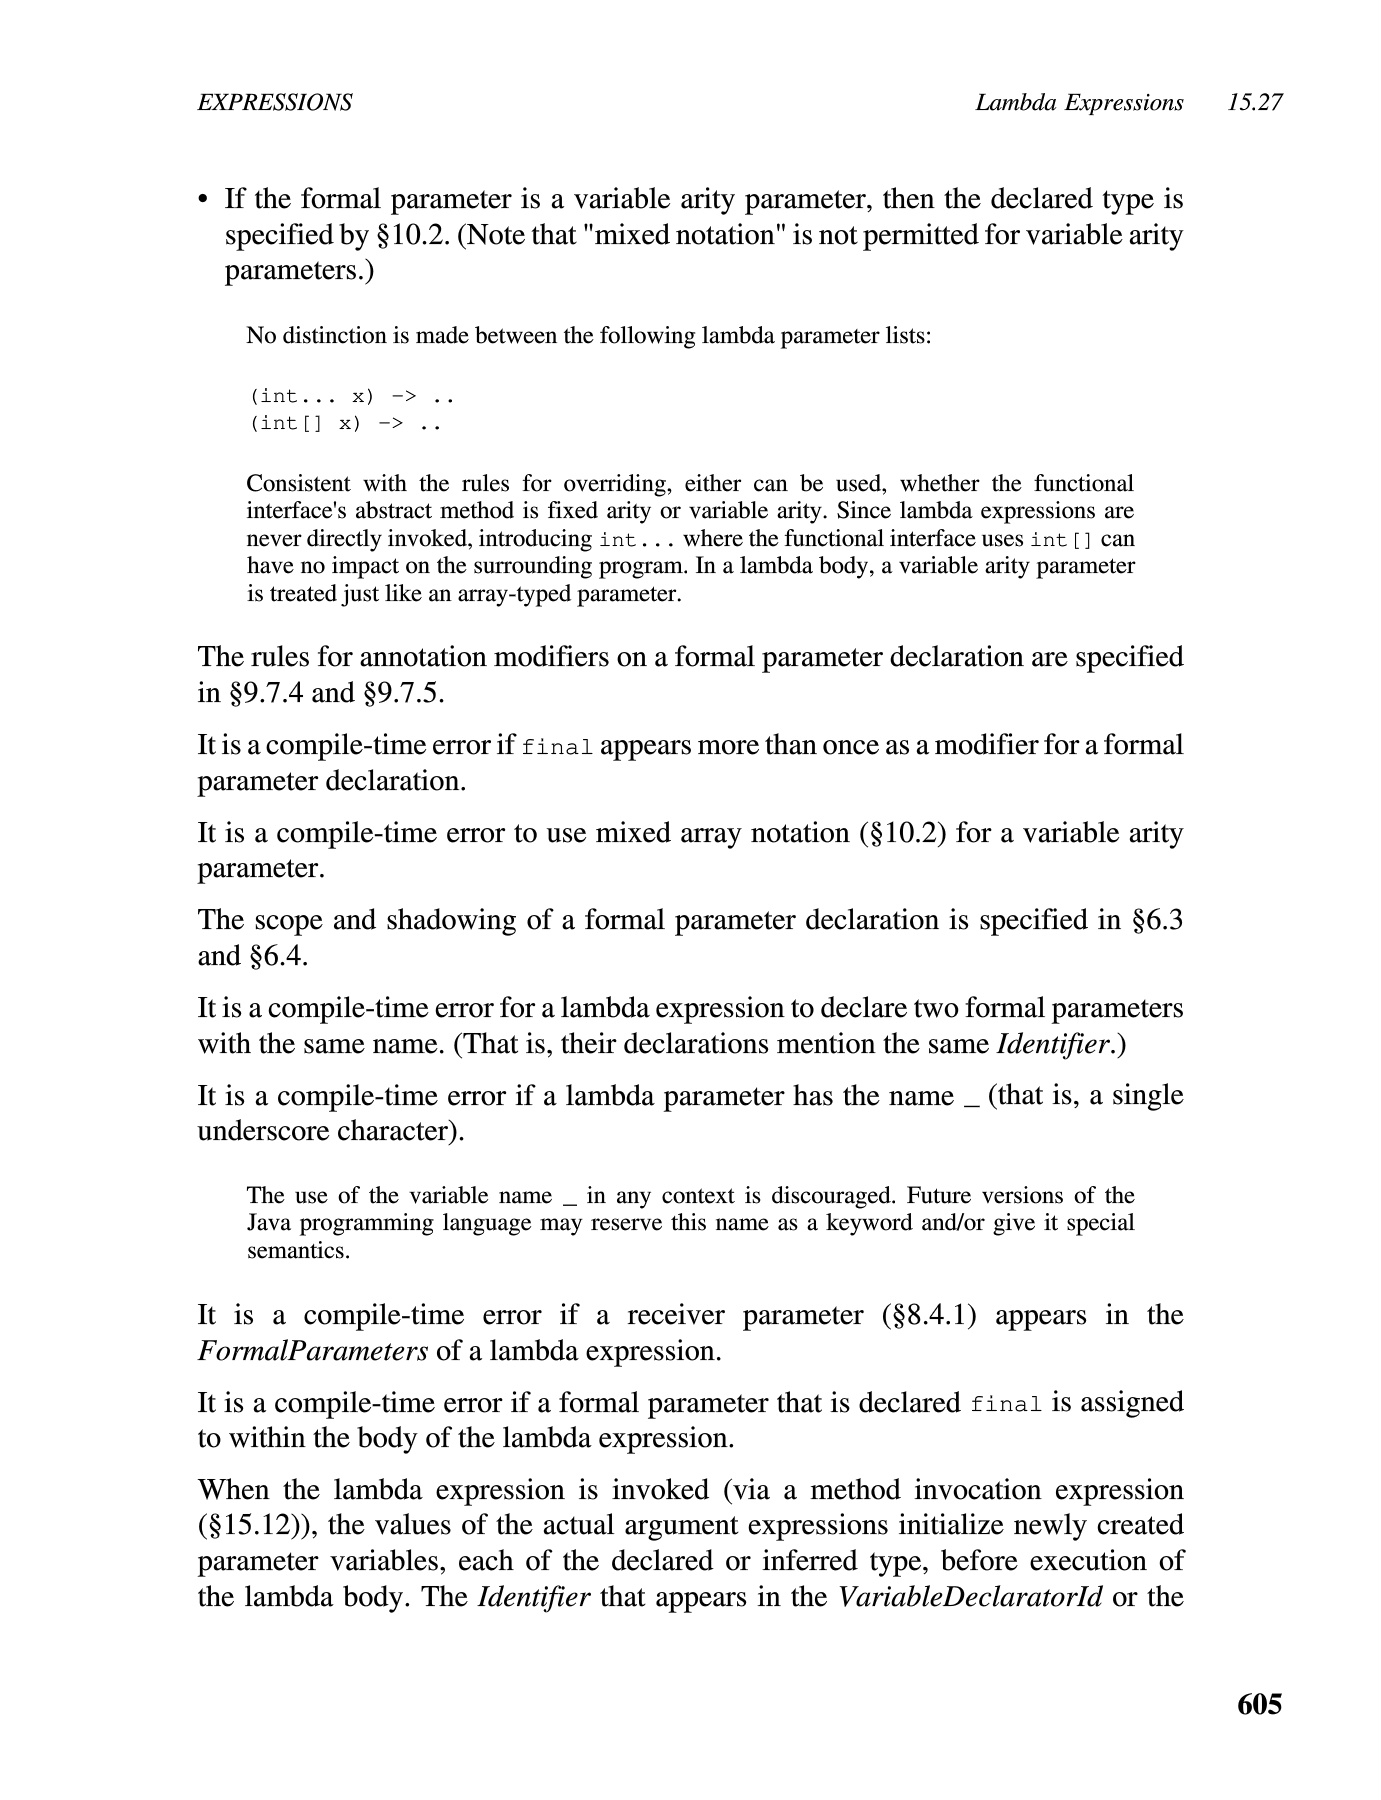 EXPRESSIONS Lambda Expressions 15.27
• If the formal parameter is a variable arity parameter, then the declared type is
specified by §10.2. (Note that "mixed notation" is not permitted for variable arity
parameters.)
No distinction is made between the following lambda parameter lists:
(int... x) -> ..
(int[] x) -> ..
Consistent with the rules for overriding, either can be used, whether the functional
interface's abstract method is fixed arity or variable arity. Since lambda expressions are
never directly invoked, introducing int... where the functional interface uses int[] can
have no impact on the surrounding program. In a lambda body, a variable arity parameter
is treated just like an array-typed parameter.
The rules for annotation modifiers on a formal parameter declaration are specified
in §9.7.4 and §9.7.5.
It is a compile-time error if final appears more than once as a modifier for a formal
parameter declaration.
It is a compile-time error to use mixed array notation (§10.2) for a variable arity
parameter.
The scope and shadowing of a formal parameter declaration is specified in §6.3
and §6.4.
It is a compile-time error for a lambda expression to declare two formal parameters
with the same name. (That is, their declarations mention the same Identifier.)
It is a compile-time error if a lambda parameter has the name _ (that is, a single
underscore character).
The use of the variable name _ in any context is discouraged. Future versions of the
Java programming language may reserve this name as a keyword and/or give it special
semantics.
It is a compile-time error if a receiver parameter (§8.4.1) appears in the
FormalParameters of a lambda expression.
It is a compile-time error if a formal parameter that is declared final is assigned
to within the body of the lambda expression.
When the lambda expression is invoked (via a method invocation expression
(§15.12)), the values of the actual argument expressions initialize newly created
parameter variables, each of the declared or inferred type, before execution of
the lambda body. The Identifier that appears in the VariableDeclaratorId or the
605